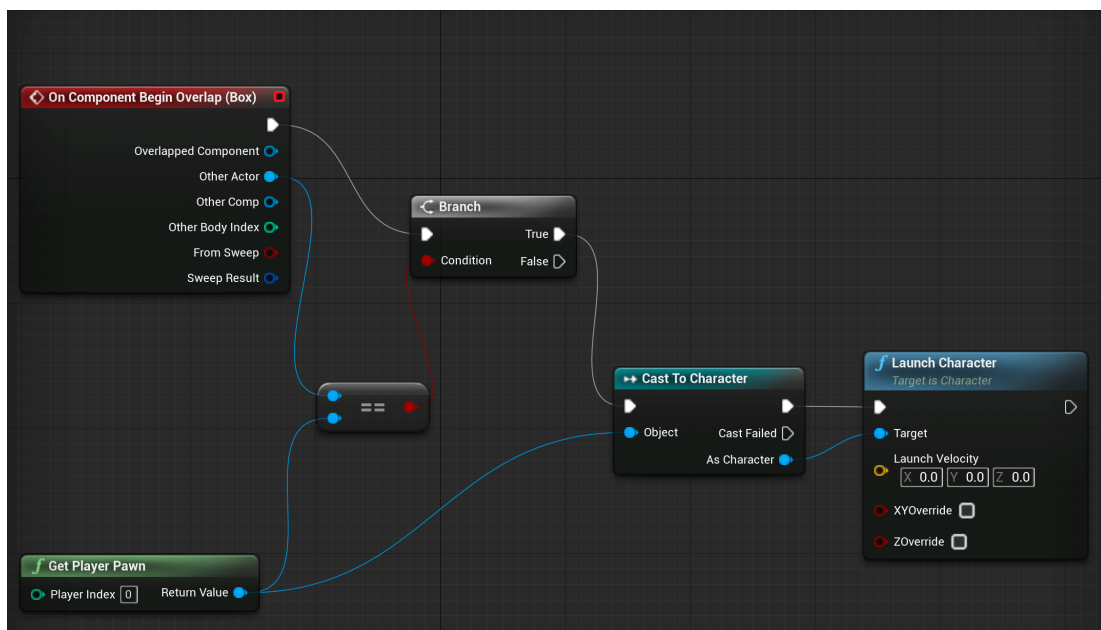 On Component Begin Overlap (Box)
Overlapped Component
Other Actor
Other Comp
Other Body Index
From Sweep
Sweep Result
Branch
True
Condition
False
==
Cast To Character
Object
Cast Failed
As Character
f Launch Character
Target is Character
Target
Launch Velocity
X 0.0 Y 0.0 Z 0.0
XYOverride
ZOverride
f Get Player Pawn
Player Index 0 Return Value